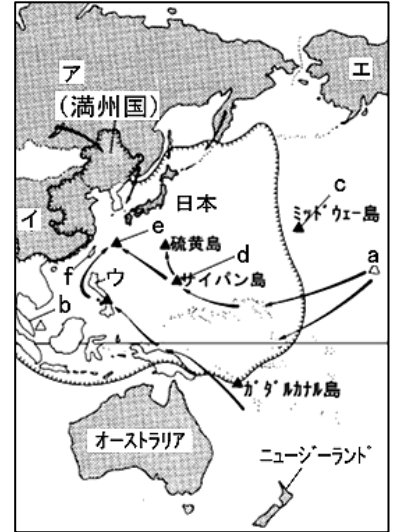 ア
エ
(満州国)
イ
日本
c
ミッドウェー島
e
硫黄島
d
a
f
ウ
サイパン島
b
ガダルカナル島
オーストラリア
ニュージーランド